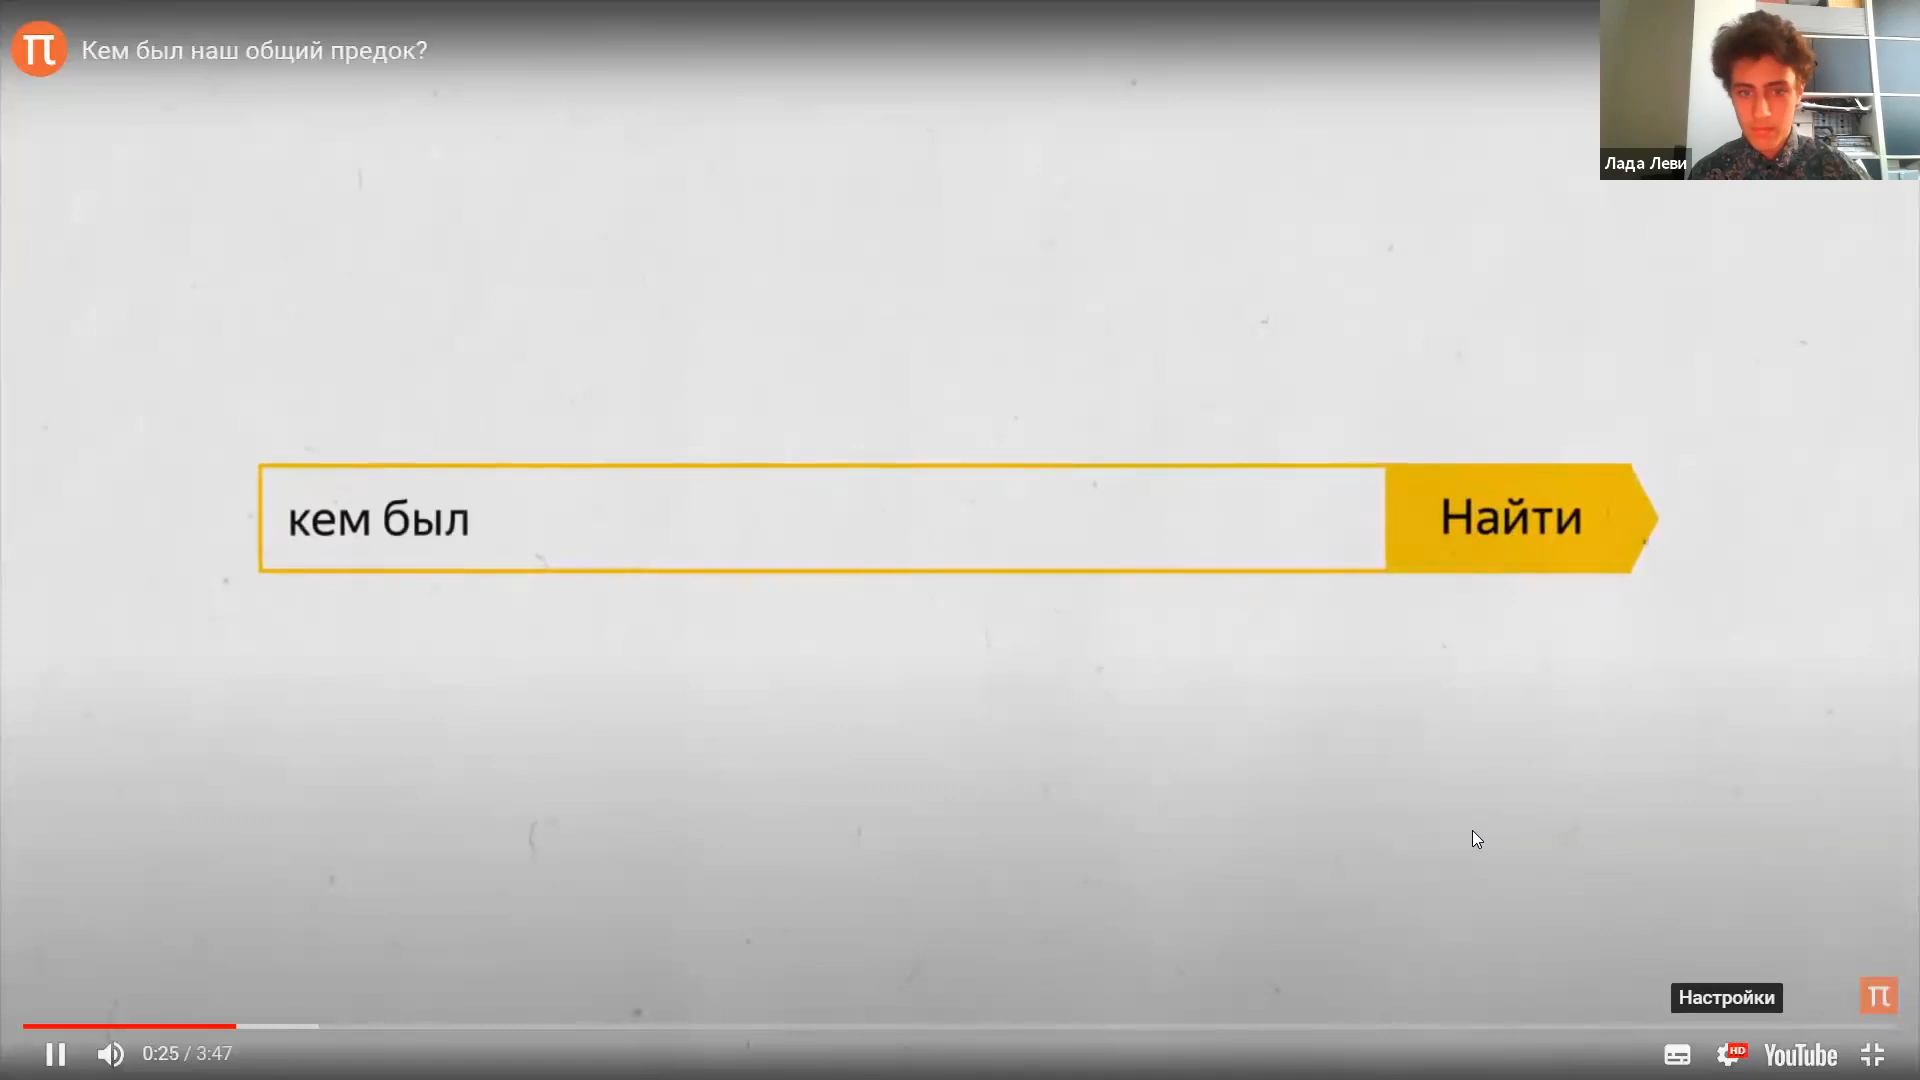 π Кем был наш общий предок?
Лада Леви
кем был
Найти
Настройки
π
0:25 / 3:47
HD
YouTube